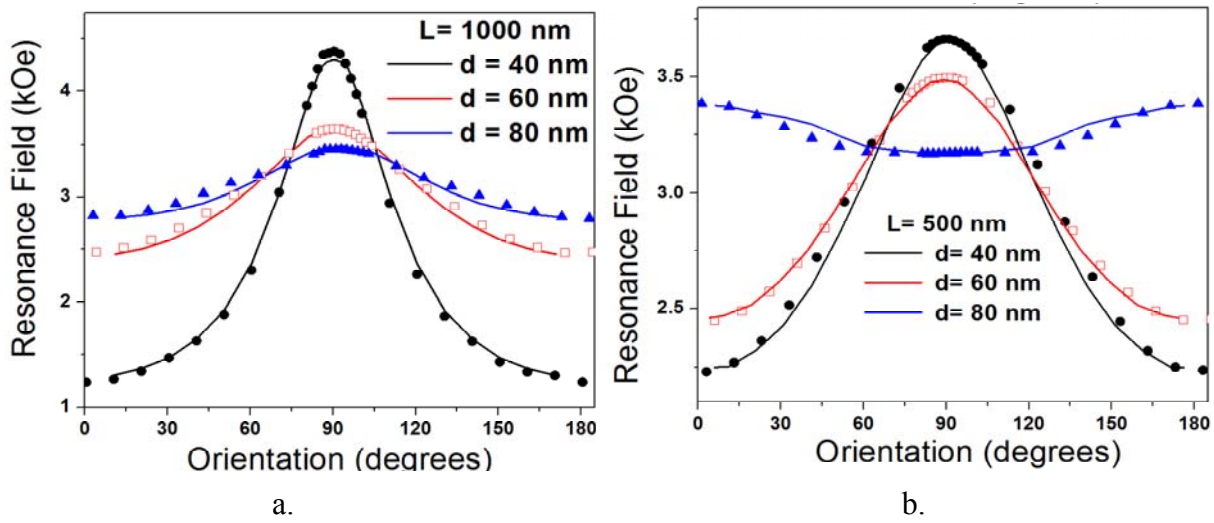 L= 1000 nm
d = 40 nm
d = 60 nm
d = 80 nm
Resonance Field (kOe)
4
3
2
1
0 30 60 90 120 150 180
Orientation (degrees)
a.
L= 500 nm
d= 40 nm
d= 60 nm
d= 80 nm
Resonance Field (kOe)
3.5
3.0
2.5
0 30 60 90 120 150 180
Orientation (degrees)
b.